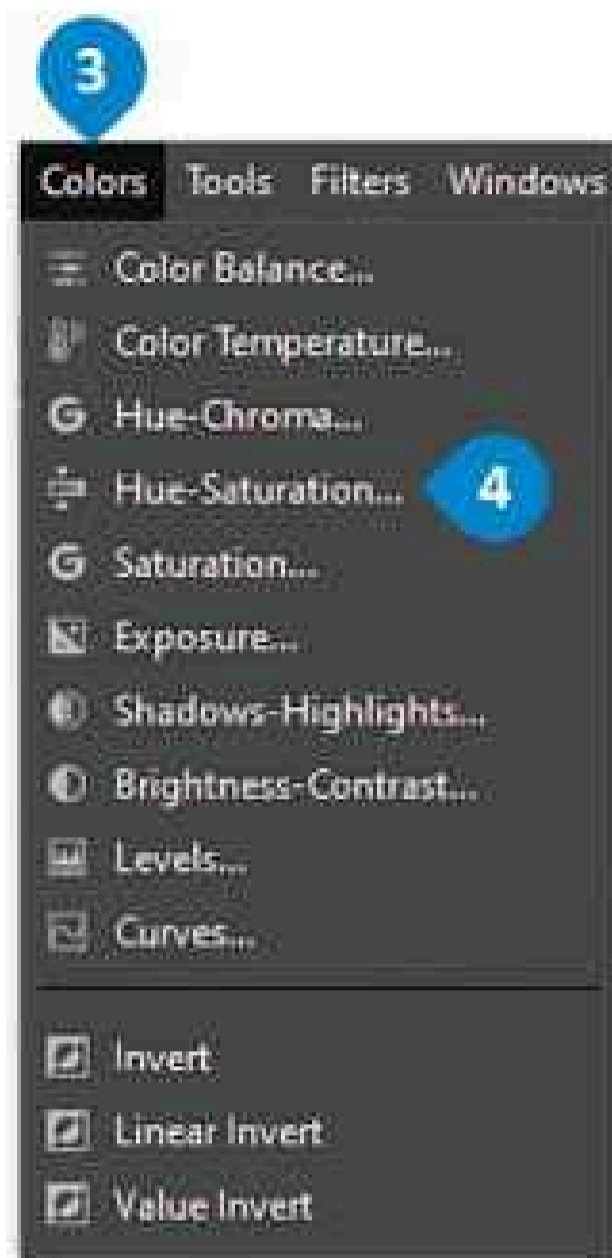 3
Colors Tools Filters Windows
Color Balance...
Color Temperature...
G Hue-Chroma...
Hue-Saturation... 4
G Saturation...
Exposure...
Shadows-Highlights...
Brightness-Contrast...
Levels...
Curves...
Invert
Linear Invert
Value Invert